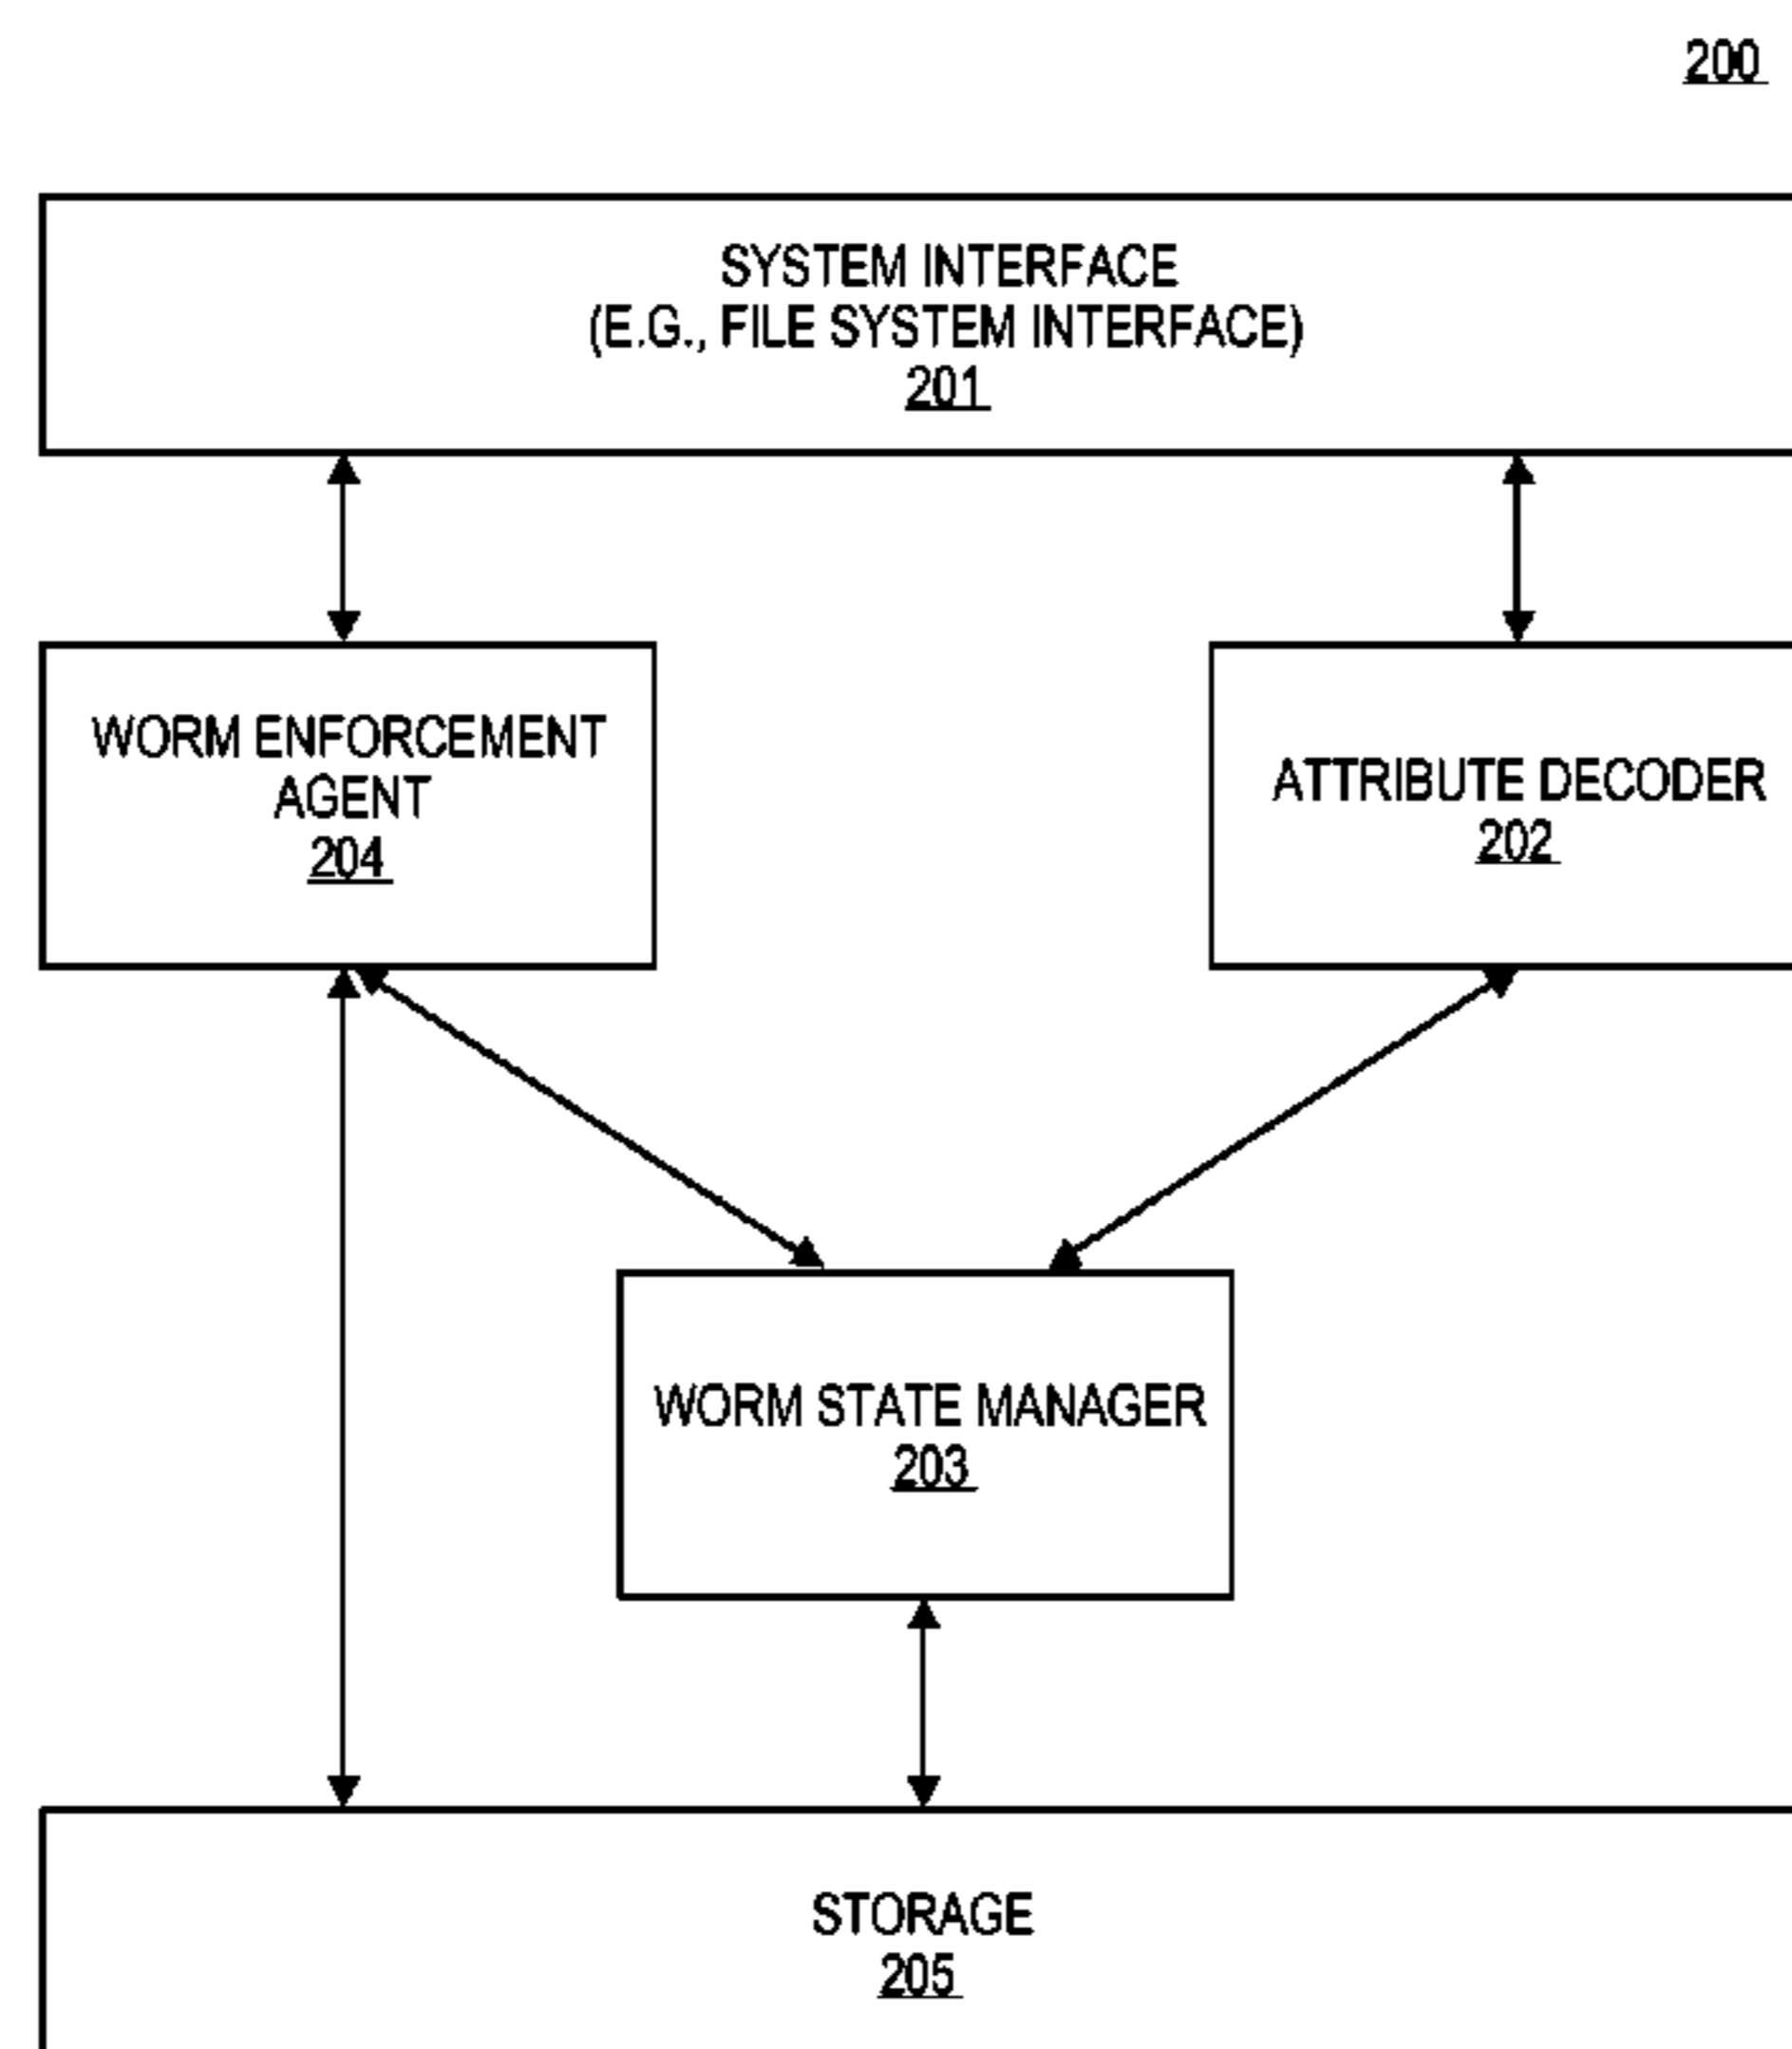 200
SYSTEM INTERFACE
(E.G., FILE SYSTEM INTERFACE)
201
WORM ENFORCEMENT
AGENT
204
ATTRIBUTE DECODER
202
WORM STATE MANAGER
203
STORAGE
205